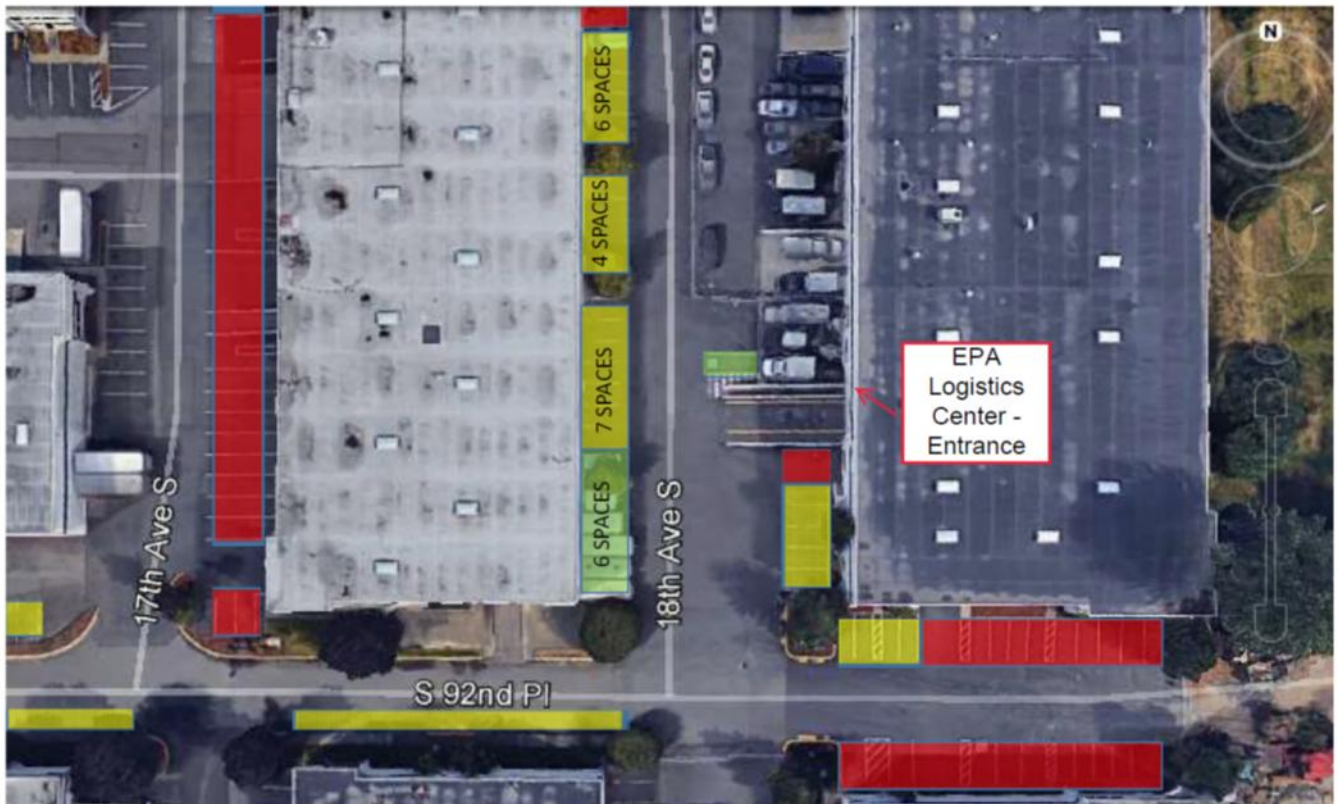 N
6 SPACES
4 SPACES
7 SPACES
6 SPACES
EPA
Logistics
Center -
Entrance
17th Ave S
18th Ave S
S 92nd Pl